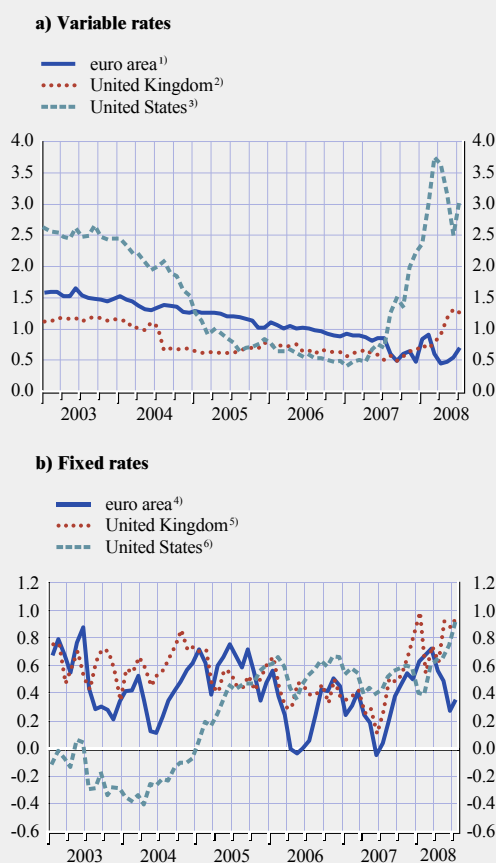 a) Variable rates
euro area1)
United Kingdom2)
United States3)
4.0 4.0
3.5 3.5
3.0 3.0
2.5 2.5
2.0 2.0
1.5 1.5
1.0 1.0
0.5 0.5
0.0 0.0
2003 2004 2005 2006 2007 2008
b) Fixed rates
euro area4)
United Kingdom5)
United States6)
1.2 1.2
1.0 1.0
0.8 0.8
0.6 0.6
0.4 0.4
0.2 0.2
0.0 0.0
-0.2 -0.2
-0.4 -0.4
-0.6 -0.6
2003 2004 2005 2006 2007 2008